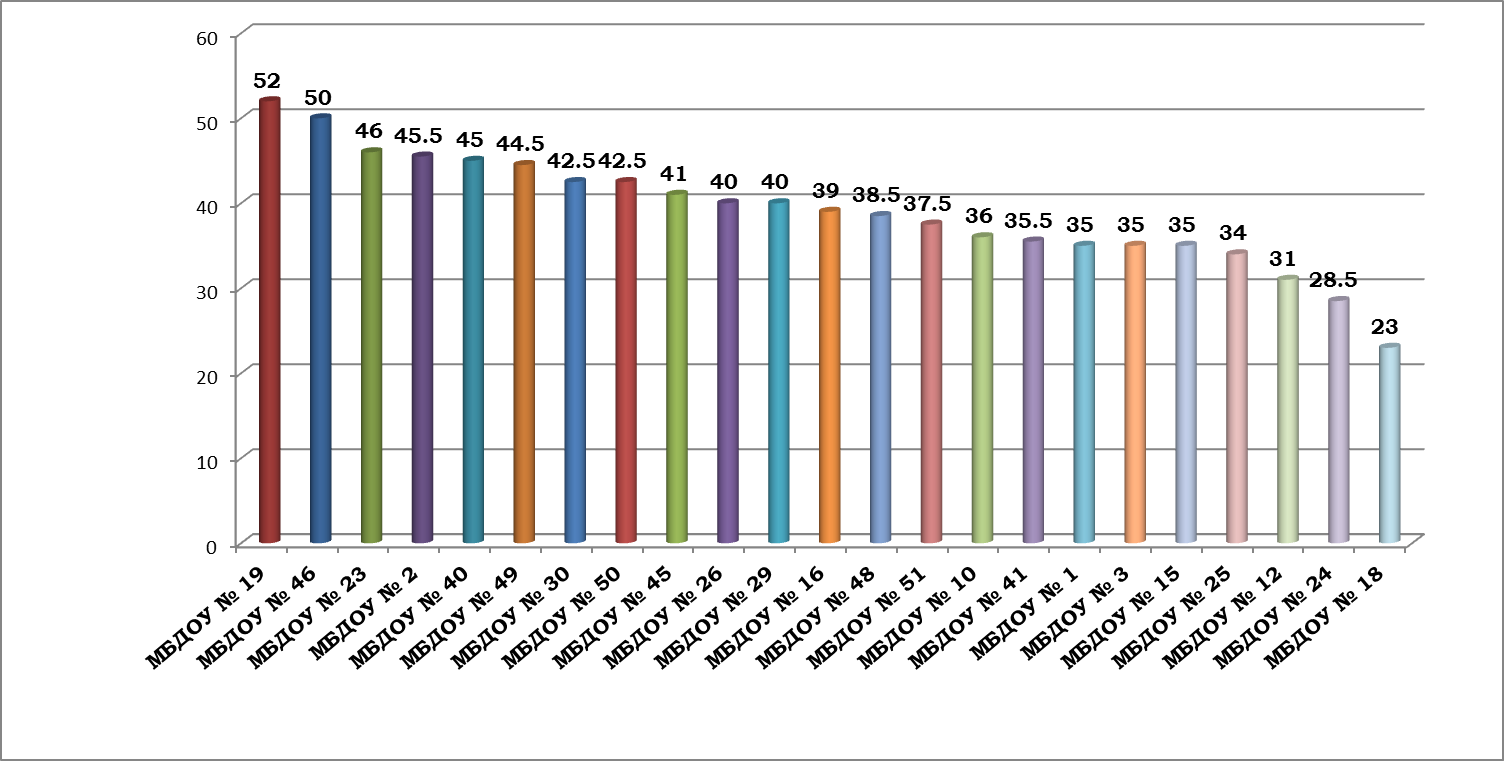 60
50
40
30
20
10
0
52
50
46
45.5
45
44.5
42.5
42.5
41
40
40
39
38.5
37.5
36
35.5
35
35
35
34
31
28.5
23
МБДОУ № 19
МБДОУ № 46
МБДОУ № 23
МБДОУ № 2
МБДОУ № 40
МБДОУ № 49
МБДОУ № 30
МБДОУ № 50
МБДОУ № 45
МБДОУ № 26
МБДОУ № 29
МБДОУ № 16
МБДОУ № 48
МБДОУ № 51
МБДОУ № 10
МБДОУ № 41
МБДОУ № 1
МБДОУ № 3
МБДОУ № 15
МБДОУ № 25
МБДОУ № 12
МБДОУ № 24
МБДОУ № 18